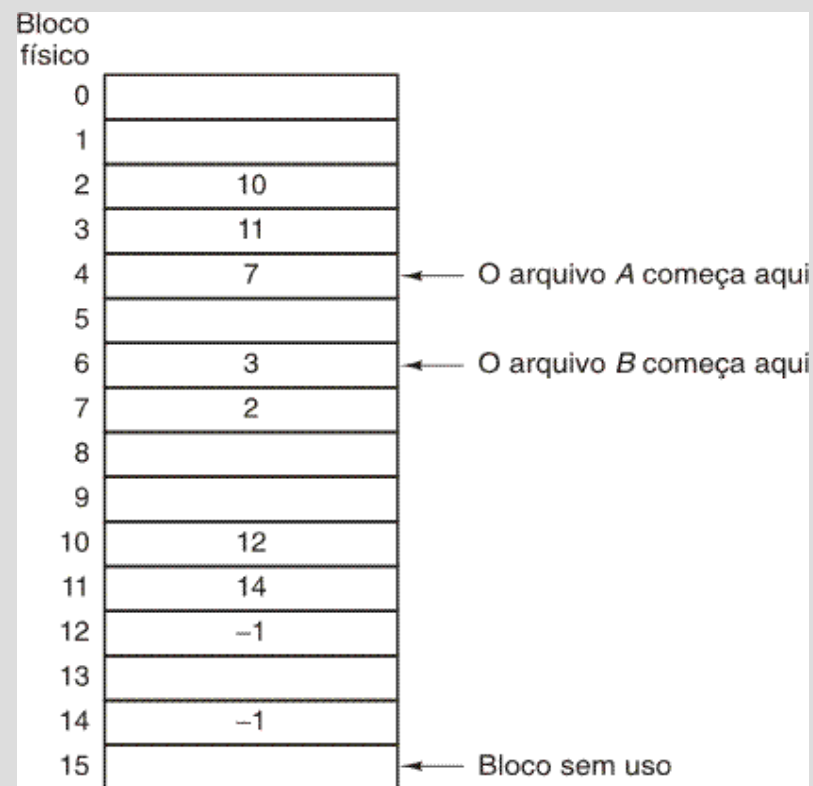 Bloco
físico
0
1
2 10
3 11
4 7 O arquivo A começa aqui
5
6 3 O arquivo B começa aqui
7 2
8
9
10 12
11 14
12 –1
13
14 –1
15 Bloco sem uso